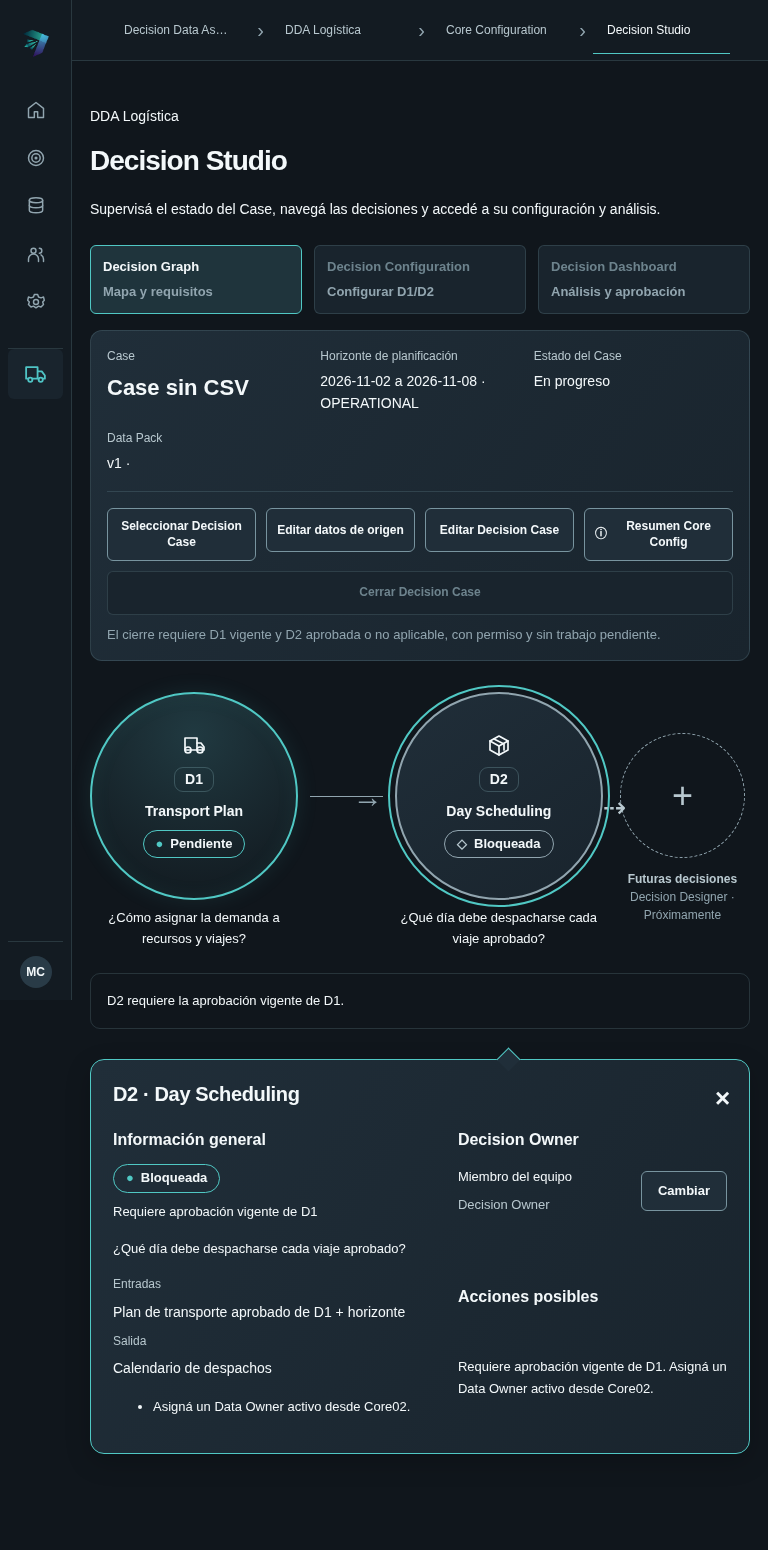 Decision Data As…
DDA Logística
Core Configuration
Decision Studio
DDA Logística
Decision Studio
Supervisá el estado del Case, navegá las decisiones y accedé a su configuración y análisis.
Decision Graph
Mapa y requisitos
Decision Configuration
Configurar D1/D2
Decision Dashboard
Análisis y aprobación
Case
Case sin CSV
Horizonte de planificación
2026-11-02 a 2026-11-08 ·
OPERATIONAL
Estado del Case
En progreso
Data Pack
v1 ·
Seleccionar Decision
Case
Editar datos de origen
Editar Decision Case
Resumen Core
Config
Cerrar Decision Case
El cierre requiere D1 vigente y D2 aprobada o no aplicable, con permiso y sin trabajo pendiente.
D1
Transport Plan
Pendiente
¿Cómo asignar la demanda a
recursos y viajes?
D2
Day Scheduling
Bloqueada
¿Qué día debe despacharse cada
viaje aprobado?
+
Futuras decisiones
Decision Designer ·
Próximamente
MC
D2 requiere la aprobación vigente de D1.
D2 · Day Scheduling
×
Información general
Bloqueada
Requiere aprobación vigente de D1
¿Qué día debe despacharse cada viaje aprobado?
Entradas
Plan de transporte aprobado de D1 + horizonte
Salida
Calendario de despachos
• Asigná un Data Owner activo desde Core02.
Decision Owner
Miembro del equipo
Decision Owner
Cambiar
Acciones posibles
Requiere aprobación vigente de D1. Asigná un
Data Owner activo desde Core02.